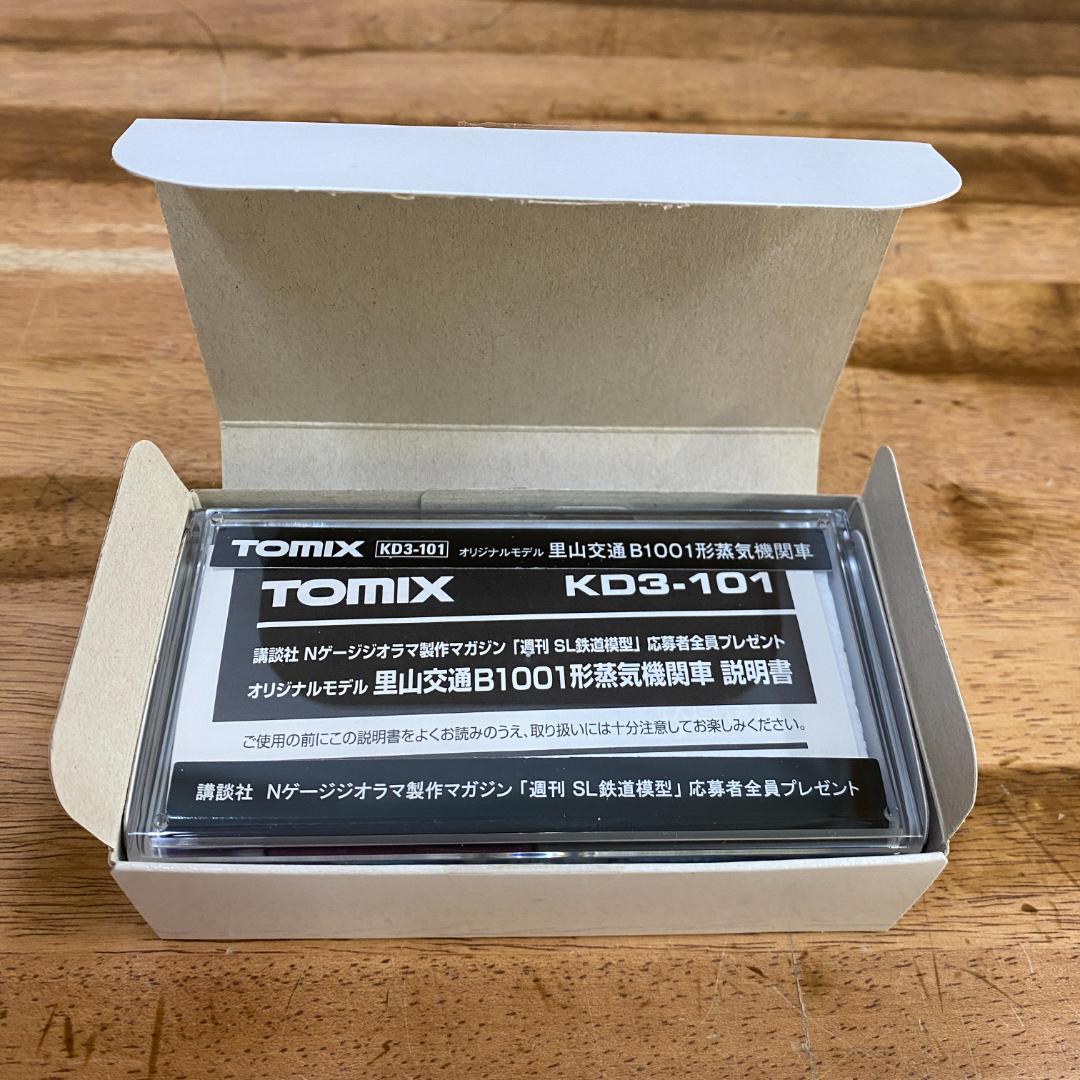 TOMIX KD3-101 オリジナルモデル 里山交通B1001形蒸気機関車
TOMIX KD3-101
講談社 Nゲージジオラマ製作マガジン「週刊 SL鉄道模型」応募者全員プレゼント
オリジナルモデル 里山交通B1001形蒸気機関車 説明書
ご使用の前にこの説明書をよくお読みのうえ、取り扱いには十分注意してお楽しみください。
講談社 Nゲージジオラマ製作マガジン「週刊 SL鉄道模型」応募者全員プレゼント